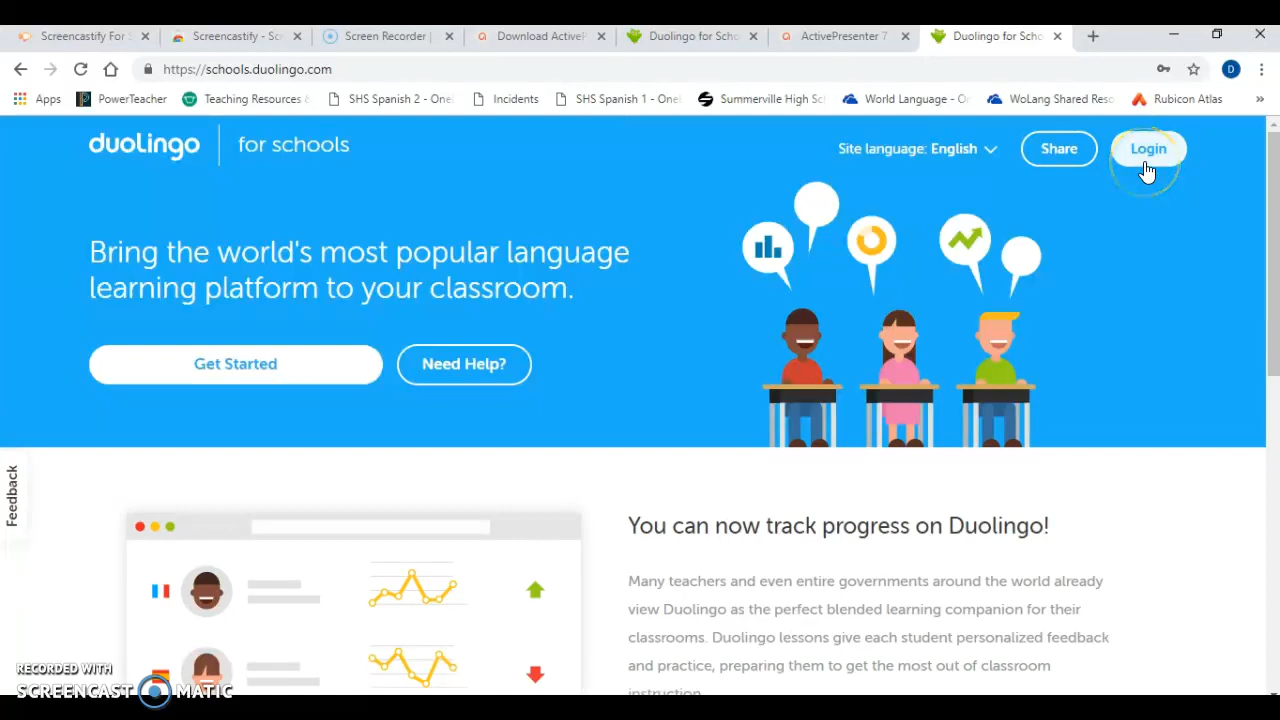 Screencastify For S
Screencastify - Scr
Screen Recorder |
Download ActiveP
Duolingo for Scho
ActivePresenter 7
Duolingo for Scho
https://schools.duolingo.com
D
Apps
PowerTeacher
Teaching Resources &
SHS Spanish 2 - One
Incidents
SHS Spanish 1 - One
Summerville High Sc
World Language - O
WoLang Shared Reso
Rubicon Atlas
»
duolingo
for schools
Site language: English
Share
Login
Bring the world's most popular language
learning platform to your classroom.
Get Started
Need Help?
Feedback
You can now track progress on Duolingo!
Many teachers and even entire governments around the world already
view Duolingo as the perfect blended learning companion for their
classrooms. Duolingo lessons give each student personalized feedback
and practice, preparing them to get the most out of classroom
instruction.
RECORDED WITH
SCREENCAST MATIC